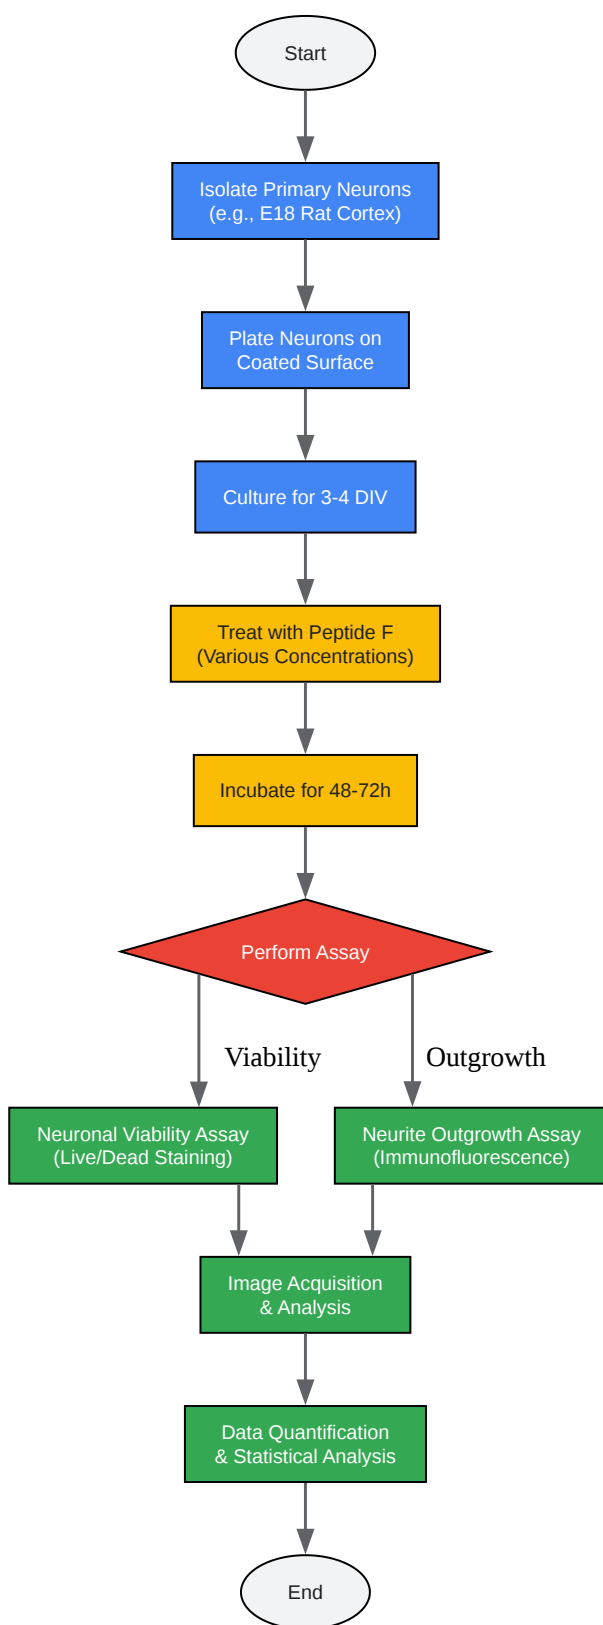 Start
Isolate Primary Neurons
(e.g., E18 Rat Cortex)
Plate Neurons on
Coated Surface
Culture for 3-4 DIV
Treat with Peptide F
(Various Concentrations)
Incubate for 48-72h
Perform Assay
Viability
Outgrowth
Neuronal Viability Assay
(Live/Dead Staining)
Neurite Outgrowth Assay
(Immunofluorescence)
Image Acquisition
& Analysis
Data Quantification
& Statistical Analysis
End